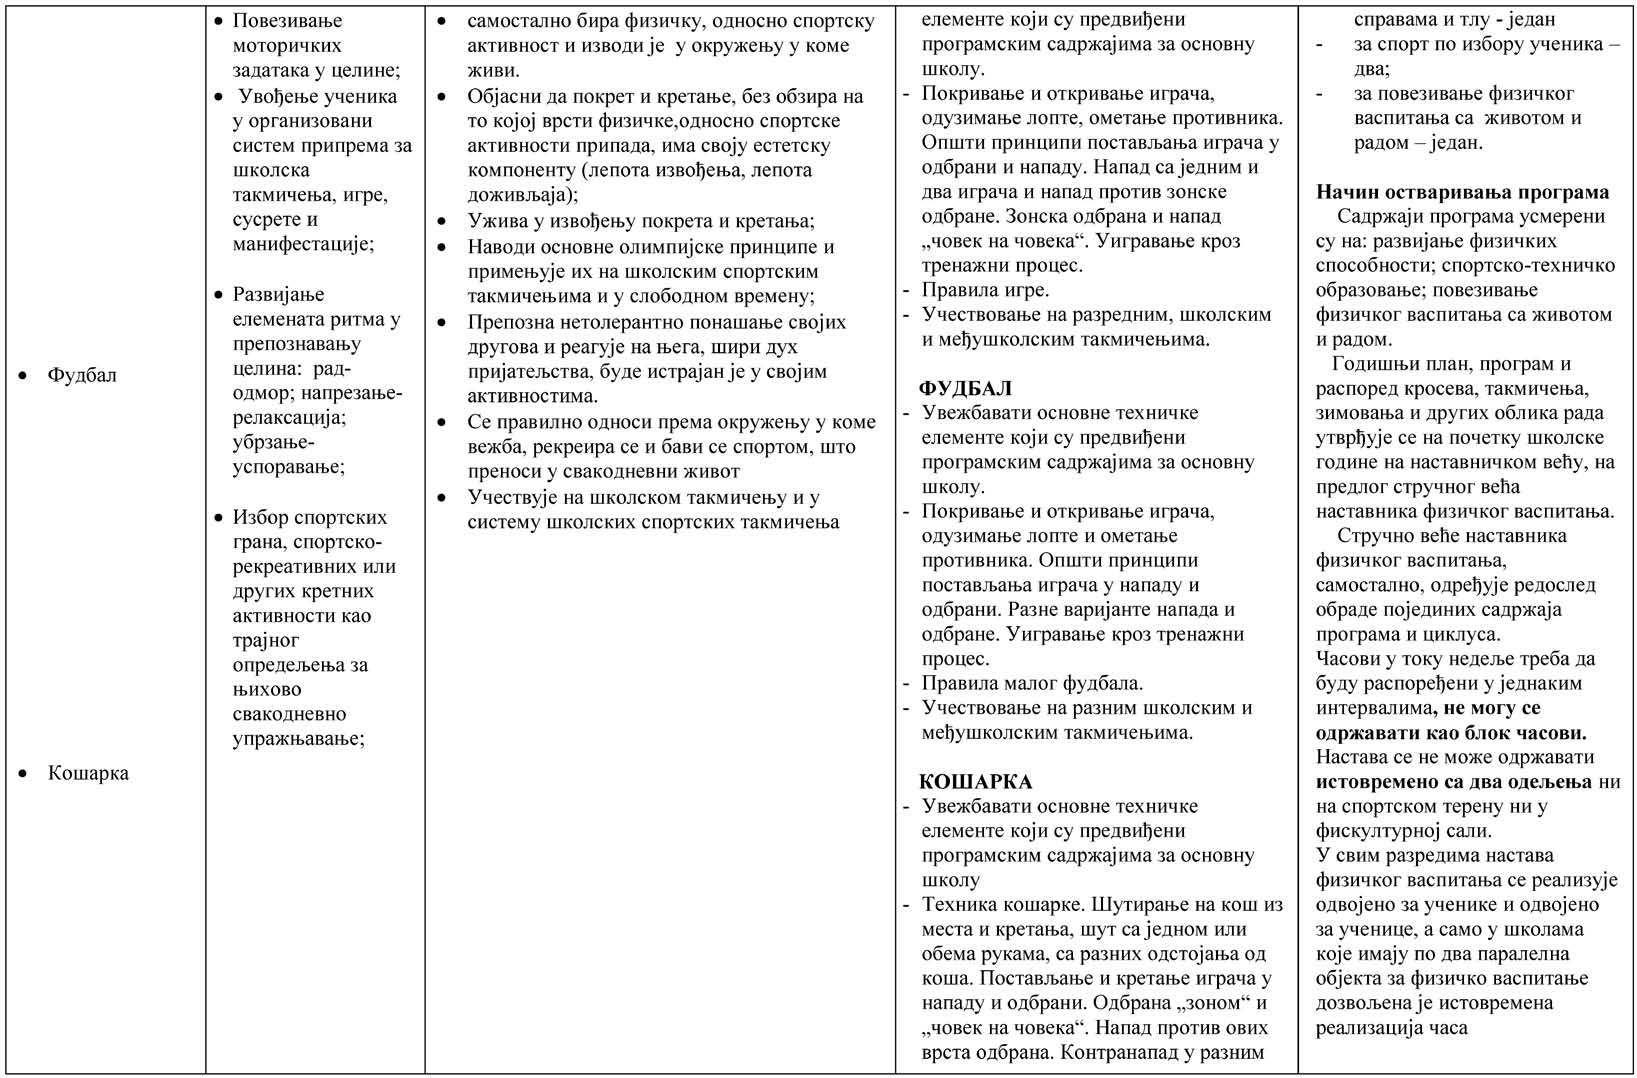 • Фудбал
• Кошарка
• Повезивање
моторичких
задатака у целине;
• Увођење ученика
у организовани
систем припрема за
школска
такмичења, игре,
сусрете и
манифестације;
• Развијање
елемената ритма у
препознавању
целина: рад-
одмор; напрезање-
релаксација;
убрзање-
успоравање;
• Избор спортских
грана, спортско-
рекреативних или
других кретних
активности као
трајног
опредељења за
њихово
свакодневно
упражњавање;
• самостално бира физичку, односно спортску
активност и изводи је у окружењу у коме
живи.
• Објасни да покрет и кретање, без обзира на
то којој врсти физичке,односно спортске
активности припада, има своју естетску
компоненту (лепота извођења, лепота
доживљаја);
• Ужива у извођењу покрета и кретања;
• Наводи основне олимпијске принципе и
примењује их на школским спортским
такмичењима и у слободном времену;
• Препозна нетолерантно понашање својих
другова и реагује на њега, шири дух
пријатељства, буде истрајан је у својим
активностима.
• Се правилно односи према окружењу у коме
вежба, рекреира се и бави се спортом, што
преноси у свакодневни живот
• Учествује на школском такмичењу и у
систему школских спортских такмичења
елементе који су предвиђени
програмским садржајима за основну
школу.
- Покривање и откривање играча,
одузимање лопте, ометање противника.
Општи принципи постављања играча у
одбрани и нападу. Напад са једним и
два играча и напад против зонске
одбране. Зонска одбрана и напад
„човек на човека“. Уигравање кроз
тренажни процес.
- Правила игре.
- Учествовање на разредним, школским
и међушколским такмичењима.
ФУДБАЛ
- Увежбавати основне техничке
елементе који су предвиђени
програмским садржајима за основну
школу.
- Покривање и откривање играча,
одузимање лопте и ометање
противника. Општи принципи
постављања играча у нападу и
одбрани. Разне варијанте напада и
одбране. Уигравање кроз тренажни
процес.
- Правила малог фудбала.
- Учествовање на разним школским и
међушколским такмичењима.
КОШАРКА
- Увежбавати основне техничке
елементе који су предвиђени
програмским садржајима за основну
школу
- Техника кошарке. Шутирање на кош из
места и кретања, шут са једном или
обема рукама, са разних одстојања од
коша. Постављање и кретање играча у
нападу и одбрани. Одбрана „зоном“ и
„човек на човека“. Напад против ових
врста одбрана. Контранапад у разним
справама и тлу - један
- за спорт по избору ученика –
два;
- за повезивање физичког
васпитања са животом и
радом – један.
Начин остваривања програма
Садржаји програма усмерени
су на: развијање физичких
способности; спортско-техничко
образовање; повезивање
физичког васпитања са животом
и радом.
Годишњи план, програм и
распоред кросева, такмичења,
зимовања и других облика рада
утврђује се на почетку школске
године на наставничком већу, на
предлог стручног већа
наставника физичког васпитања.
Стручно веће наставника
физичког васпитања,
самостално, одређује редослед
обраде појединих садржаја
програма и циклуса.
Часови у току недеље треба да
буду распоређени у једнаким
интервалима, не могу се
одржавати као блок часови.
Настава се не може одржавати
истовремено са два одељења ни
на спортском терену ни у
фискултурној сали.
У свим разредима настава
физичког васпитања се реализује
одвојено за ученике и одвојено
за ученице, а само у школама
које имају по два паралелна
објекта за физичко васпитање
дозвољена је истовремена
реализација часа